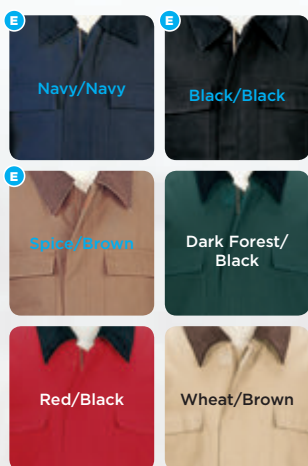 E
Navy/Navy
E
Black/Black
E
Spice/Brown
Dark Forest/
Black
Red/Black
Wheat/Brown